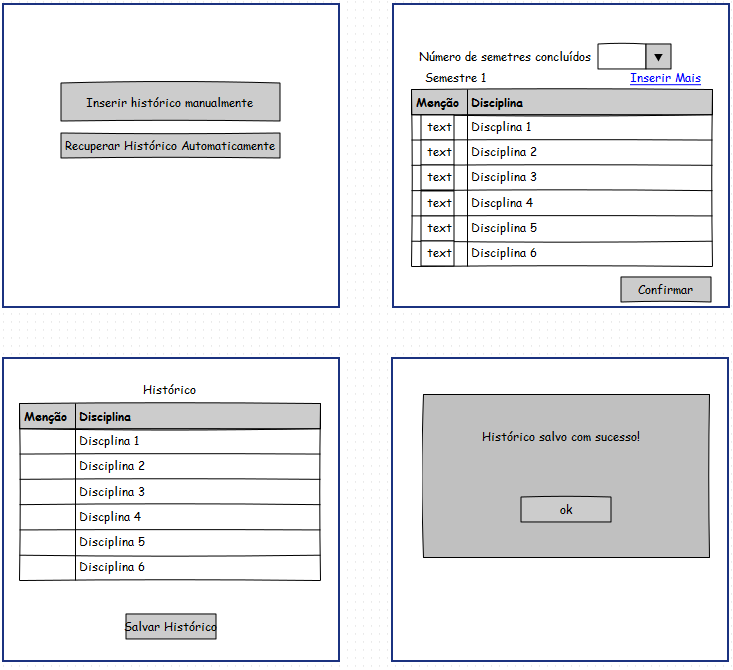 Inserir histórico manualmente
Recuperar Histórico Automaticamente
Número de semetres concluídos ▼
Semestre 1 Inserir Mais
Menção Disciplina
text Discplina 1
text Disciplina 2
text Disciplina 3
text Discplina 4
text Disciplina 5
text Disciplina 6
Confirmar
Histórico
Menção Disciplina
Discplina 1
Disciplina 2
Disciplina 3
Discplina 4
Disciplina 5
Disciplina 6
Salvar Histórico
Histórico salvo com sucesso!
ok